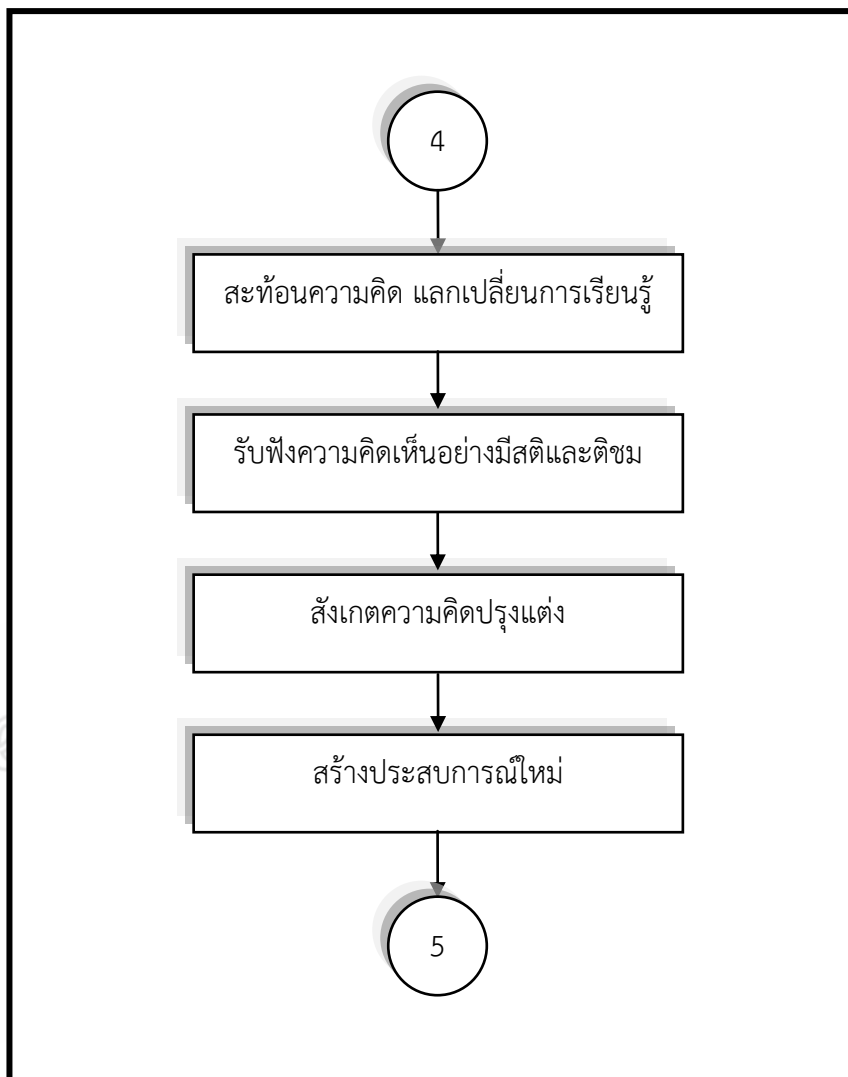 4
สะท้อนความคิด แลกเปลี่ยนการเรียนรู้
รับฟังความคิดเห็นอย่างมีสติและติชม
สังเกตความคิดปรุงแต่ง
สร้างประสบการณ์ใหม่
5